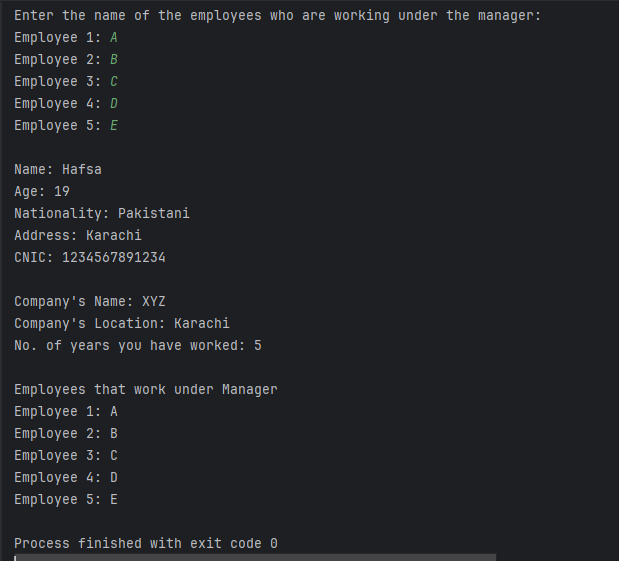 Enter the name of the employees who are working under the manager:
Employee 1: A
Employee 2: B
Employee 3: C
Employee 4: D
Employee 5: E
Name: Hafsa
Age: 19
Nationality: Pakistani
Address: Karachi
CNIC: 1234567891234
Company's Name: XYZ
Company's Location: Karachi
No. of years you have worked: 5
Employees that work under Manager
Employee 1: A
Employee 2: B
Employee 3: C
Employee 4: D
Employee 5: E
Process finished with exit code 0